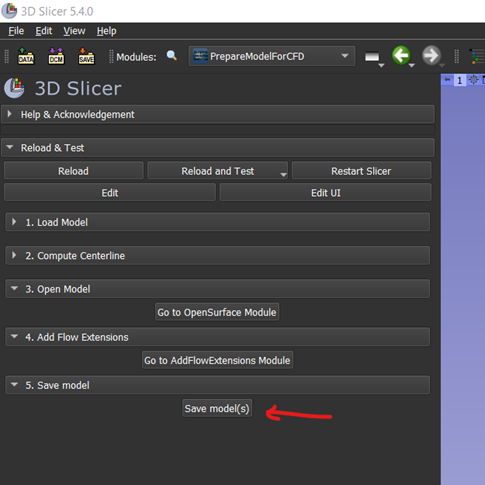 3D Slicer 5.4.0
File Edit View Help
DATA DCM SAVE Modules: PrepareModelForCFD 1
3D Slicer
Help & Acknowledgement
Reload & Test
Reload Reload and Test Restart Slicer
Edit Edit UI
1. Load Model
2. Compute Centerline
3. Open Model
Go to OpenSurface Module
4. Add Flow Extensions
Go to AddFlowExtensions Module
5. Save model
Save model(s)